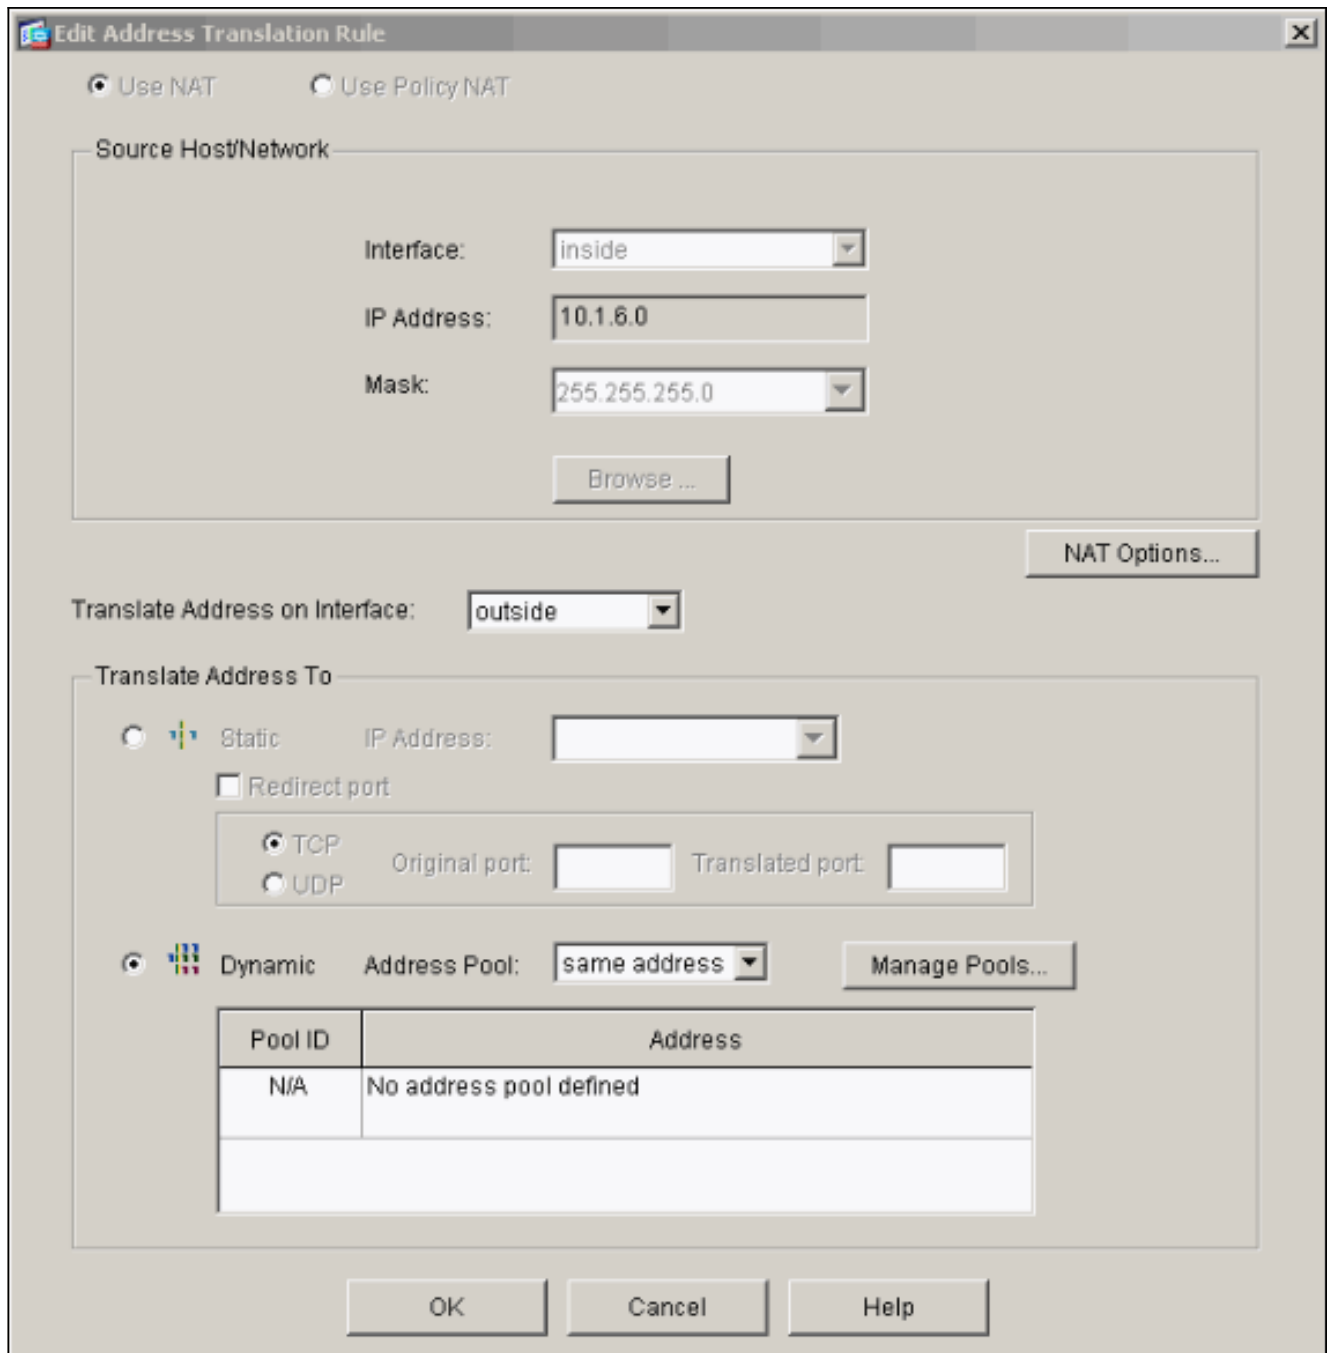 Edit Address Translation Rule
Use NAT Use Policy NAT
Source Host/Network
Interface: inside
IP Address: 10.1.6.0
Mask: 255.255.255.0
Browse ...
NAT Options...
Translate Address on Interface: outside
Translate Address To
Static IP Address:
Redirect port
TCP
Original port: Translated port:
UDP
Dynamic Address Pool: same address Manage Pools...
Pool ID Address
N/A No address pool defined
OK Cancel Help